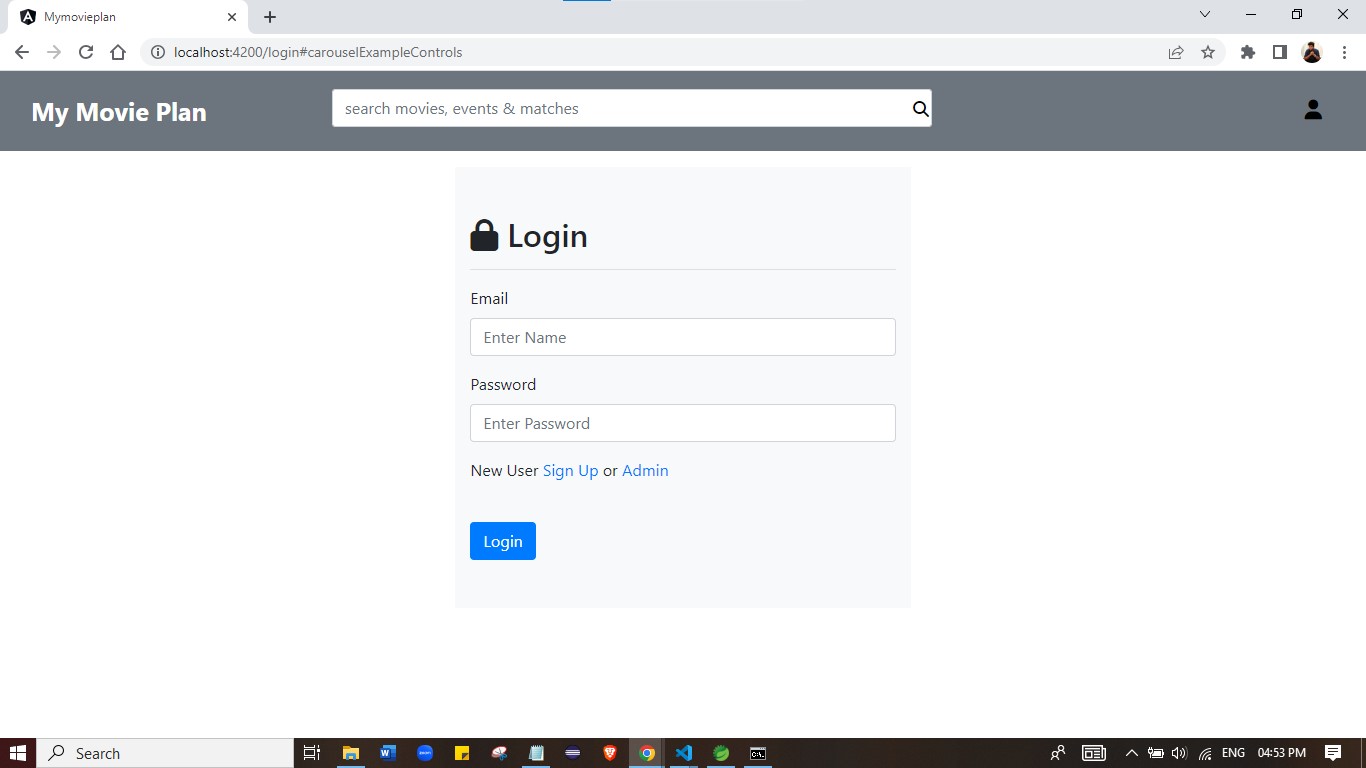 Mymovieplan
localhost:4200/login#carouselExampleControls
My Movie Plan
search movies, events & matches
Login
Email
Enter Name
Password
Enter Password
New User Sign Up or Admin
Login
Search
ENG
04:53 PM